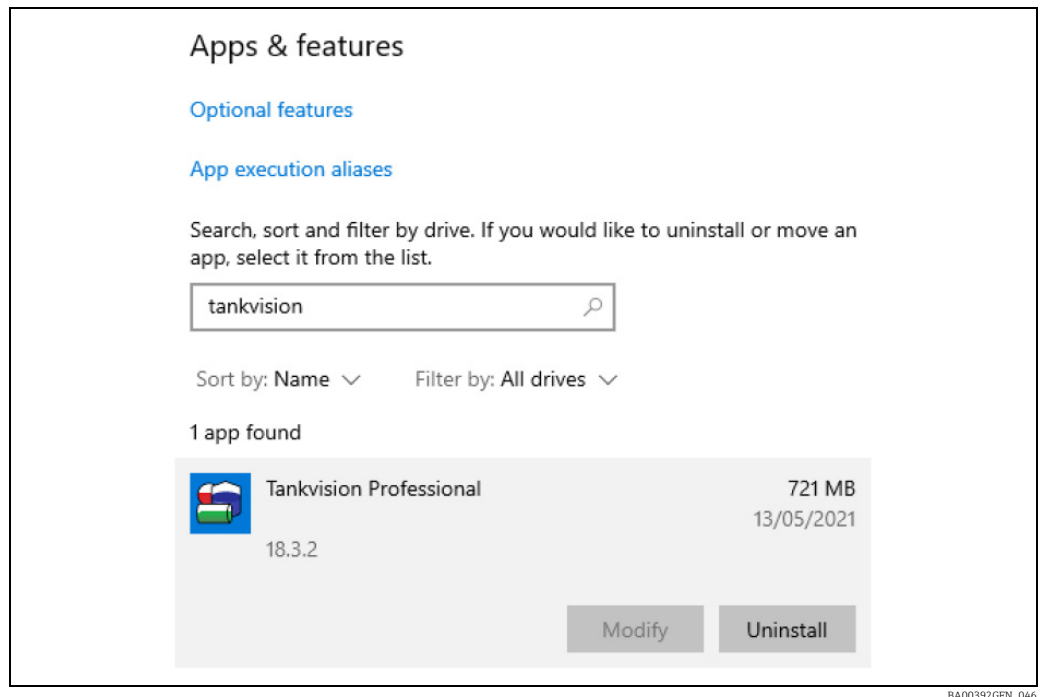 Apps & features
Optional features
App execution aliases
Search, sort and filter by drive. If you would like to uninstall or move an
app, select it from the list.
tankvision
Sort by: Name Filter by: All drives
1 app found
Tankvision Professional 721 MB
13/05/2021
18.3.2
Modify Uninstall
BA00392GEN_046